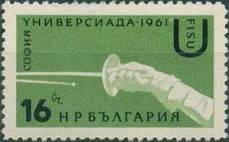 УНИВЕРСИАДА·1961
СОФИЯ
U
FISU
16 СТ.
НР БЪЛГАРИЯ